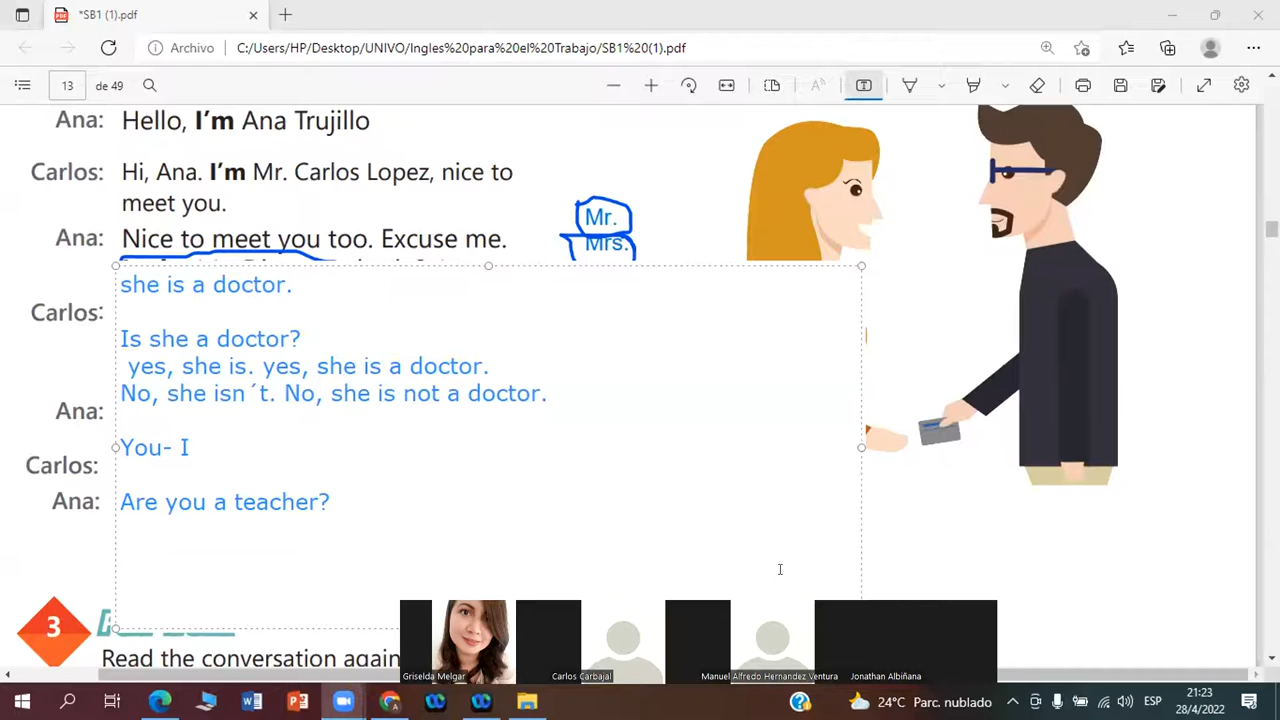 *SB1 (1).pdf
Archivo C:/Users/HP/Desktop/UNIVO/Ingles%20para%20el%20Trabajo/SB1%20(1).pdf
13 de 49
Ana: Hello, I'm Ana Trujillo
Carlos: Hi, Ana. I'm Mr. Carlos Lopez, nice to
meet you.
Mr.
Ana: Nice to meet you too. Excuse me.
Mrs.
she is a doctor.
Carlos:
Is she a doctor?
yes, she is. yes, she is a doctor.
No, she isn´t. No, she is not a doctor.
Ana:
You- I
Carlos:
Ana: Are you a teacher?
3
Read the conversation again
Griselda Melgar
Carlos Carbajal
Manuel Alfredo Hernandez Ventura
Jonathan Albiñana
24°C Parc. nublado
ESP
21:23
28/4/2022